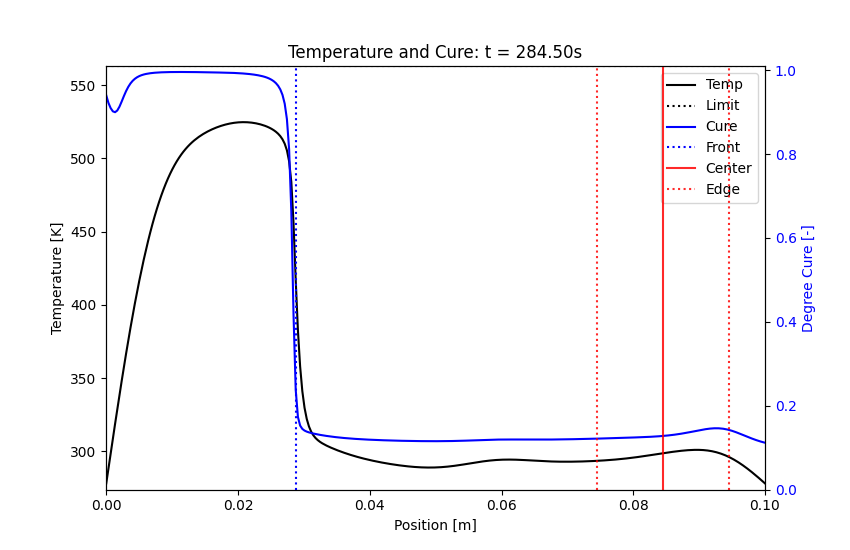 Temperature and Cure: t = 284.50s
550
500
450
400
350
300
Temperature [K]
1.0
0.8
0.6
0.4
0.2
0.0
Degree Cure [-]
Temp
Limit
Cure
Front
Center
Edge
0.00 0.02 0.04 0.06 0.08 0.10
Position [m]